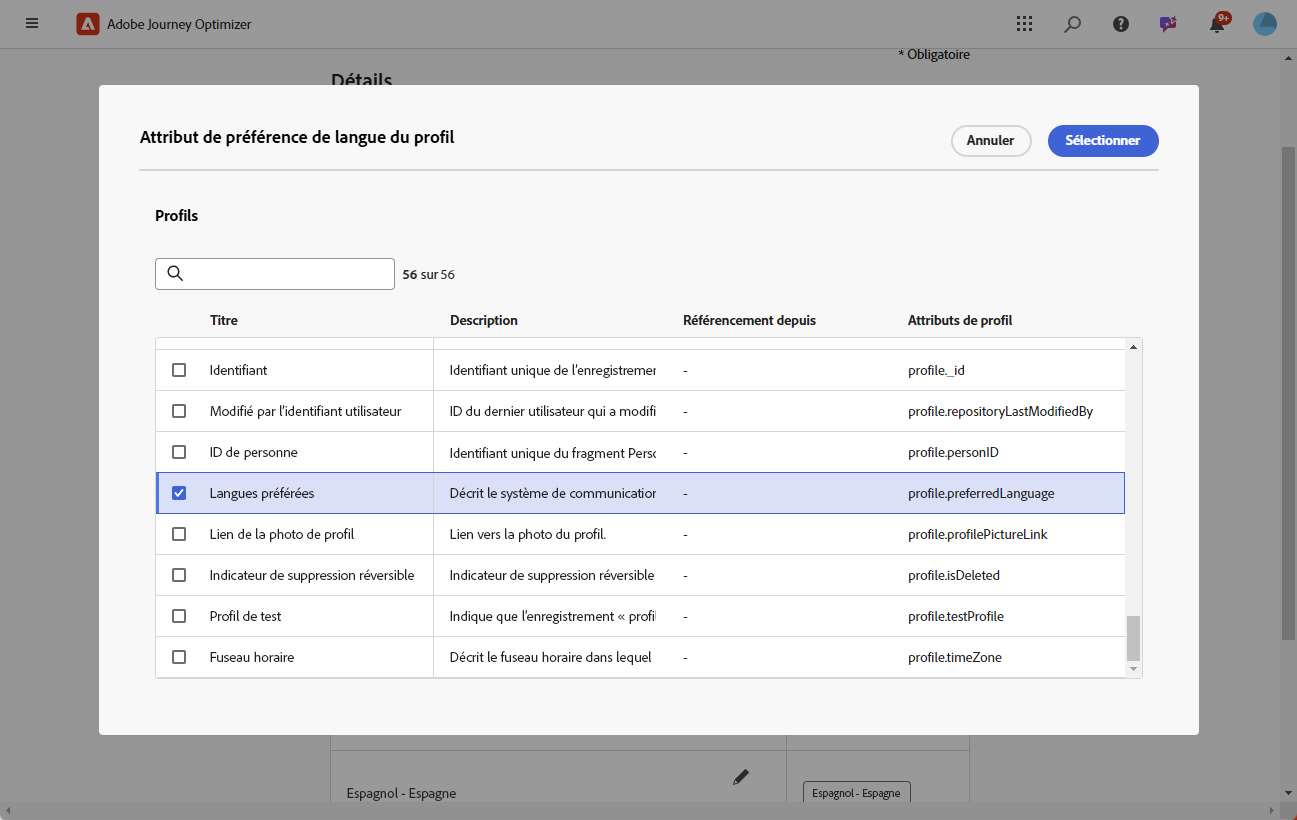 Adobe Journey Optimizer
9+
* Obligatoire
Détails
Attribut de préférence de langue du profil
Annuler
Sélectionner
Profils
56 sur 56
Titre Description Référencement depuis Attributs de profil
Identifiant Identifiant unique de l'enregistremer - profile._id
Modifié par l'identifiant utilisateur ID du dernier utilisateur qui a modifi - profile.repositoryLastModifiedBy
ID de personne Identifiant unique du fragment Perso - profile.personID
Langues préférées Décrit le système de communication - profile.preferredLanguage
Lien de la photo de profil Lien vers la photo du profil. - profile.profilePictureLink
Indicateur de suppression réversible Indicateur de suppression réversible - profile.isDeleted
Profil de test Indique que l'enregistrement « profil - profile.testProfile
Fuseau horaire Décrit le fuseau horaire dans lequel - profile.timeZone
Espagnol - Espagne Espagnol - Espagne